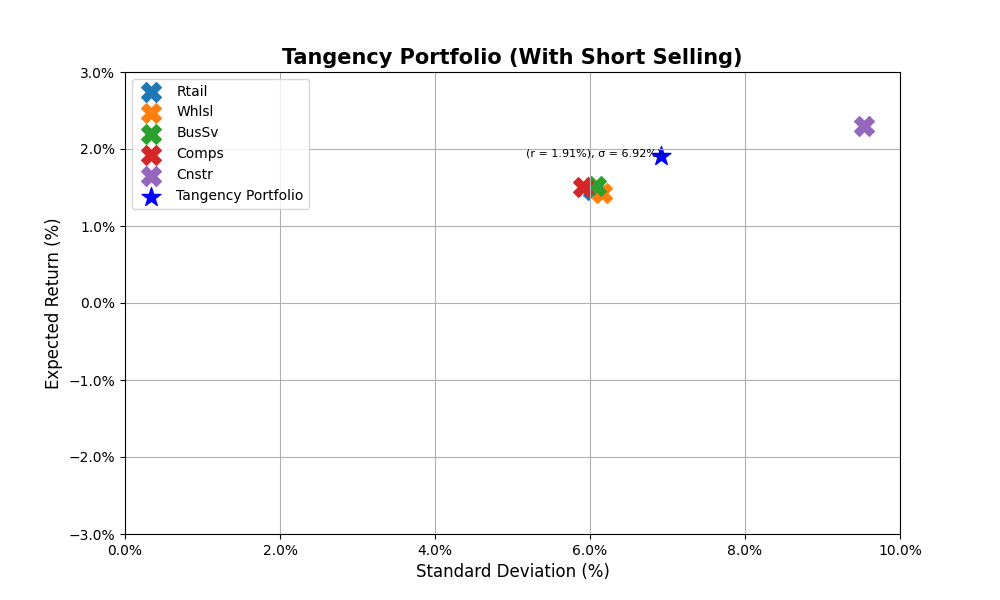 Tangency Portfolio (With Short Selling)
3.0%
2.0%
1.0%
0.0%
−1.0%
−2.0%
−3.0%
Expected Return (%)
Rtail
Whlsl
BusSv
Comps
Cnstr
Tangency Portfolio
(r = 1.91%), σ = 6.92%
0.0%
2.0%
4.0%
6.0%
8.0%
10.0%
Standard Deviation (%)